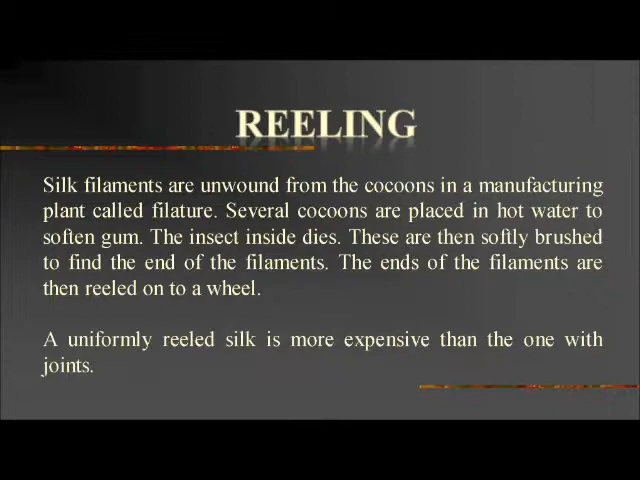 REELING
Silk filaments are unwound from the cocoons in a manufacturing
plant called filature. Several cocoons are placed in hot water to
soften gum. The insect inside dies. These are then softly brushed
to find the end of the filaments. The ends of the filaments are
then reeled on to a wheel.
A uniformly reeled silk is more expensive than the one with
joints.